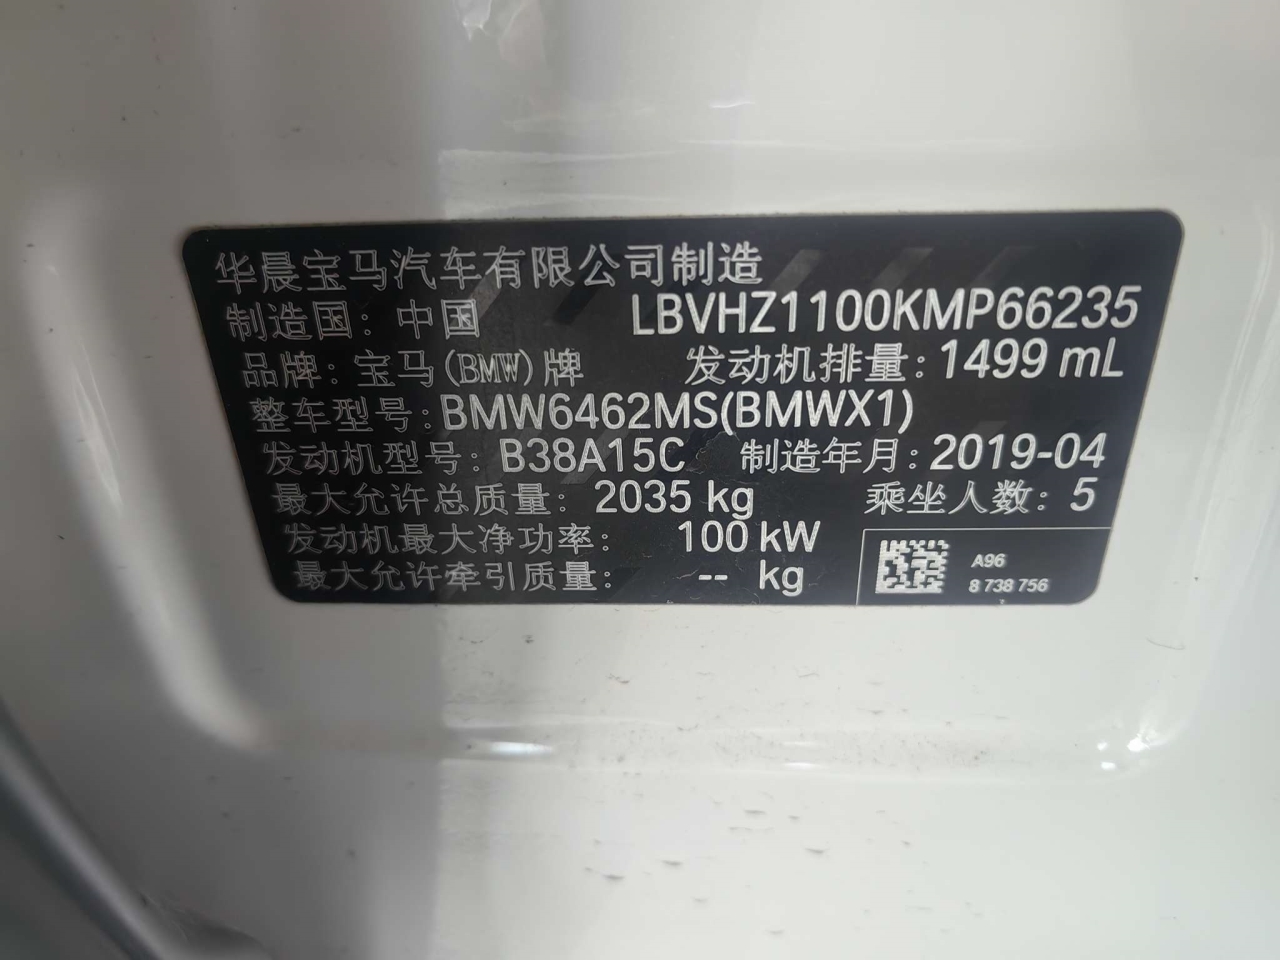 华晨宝马汽车有限公司制造
制造国: 中国 LBVHZ1100KMP66235
品牌: 宝马(BMW)牌 发动机排量: 1499 mL
整车型号: BMW6462MS(BMWX1)
发动机型号: B38A15C 制造年月: 2019-04
最大允许总质量: 2035 kg 乘坐人数: 5
发动机最大净功率: 100 kW
最大允许牵引质量: -- kg
A96
8 738 756